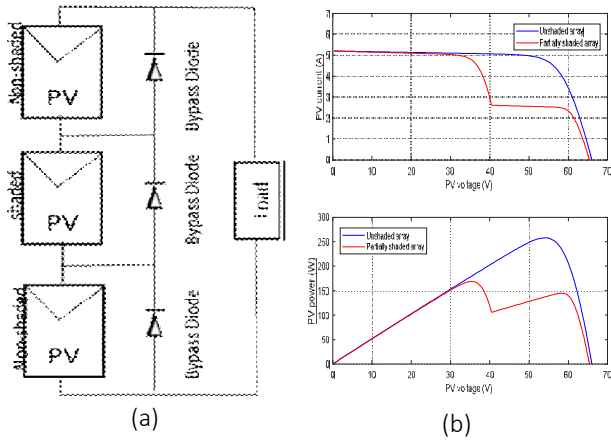 Non-shaded
PV
Bypass Diode
shaded
PV
Bypass Diode
Load
Non-shaded
PV
Bypass Diode
(a)
PV current (A)
7
6
5
4
3
2
1
0
Unshaded array
Partially shaded array
0 10 20 30 40 50 60 70
PV voltage (V)
PV power (W)
300
250
200
150
100
50
0
Unshaded array
Partially shaded array
0 10 20 30 40 50 60 70
PV voltage (V)
(b)